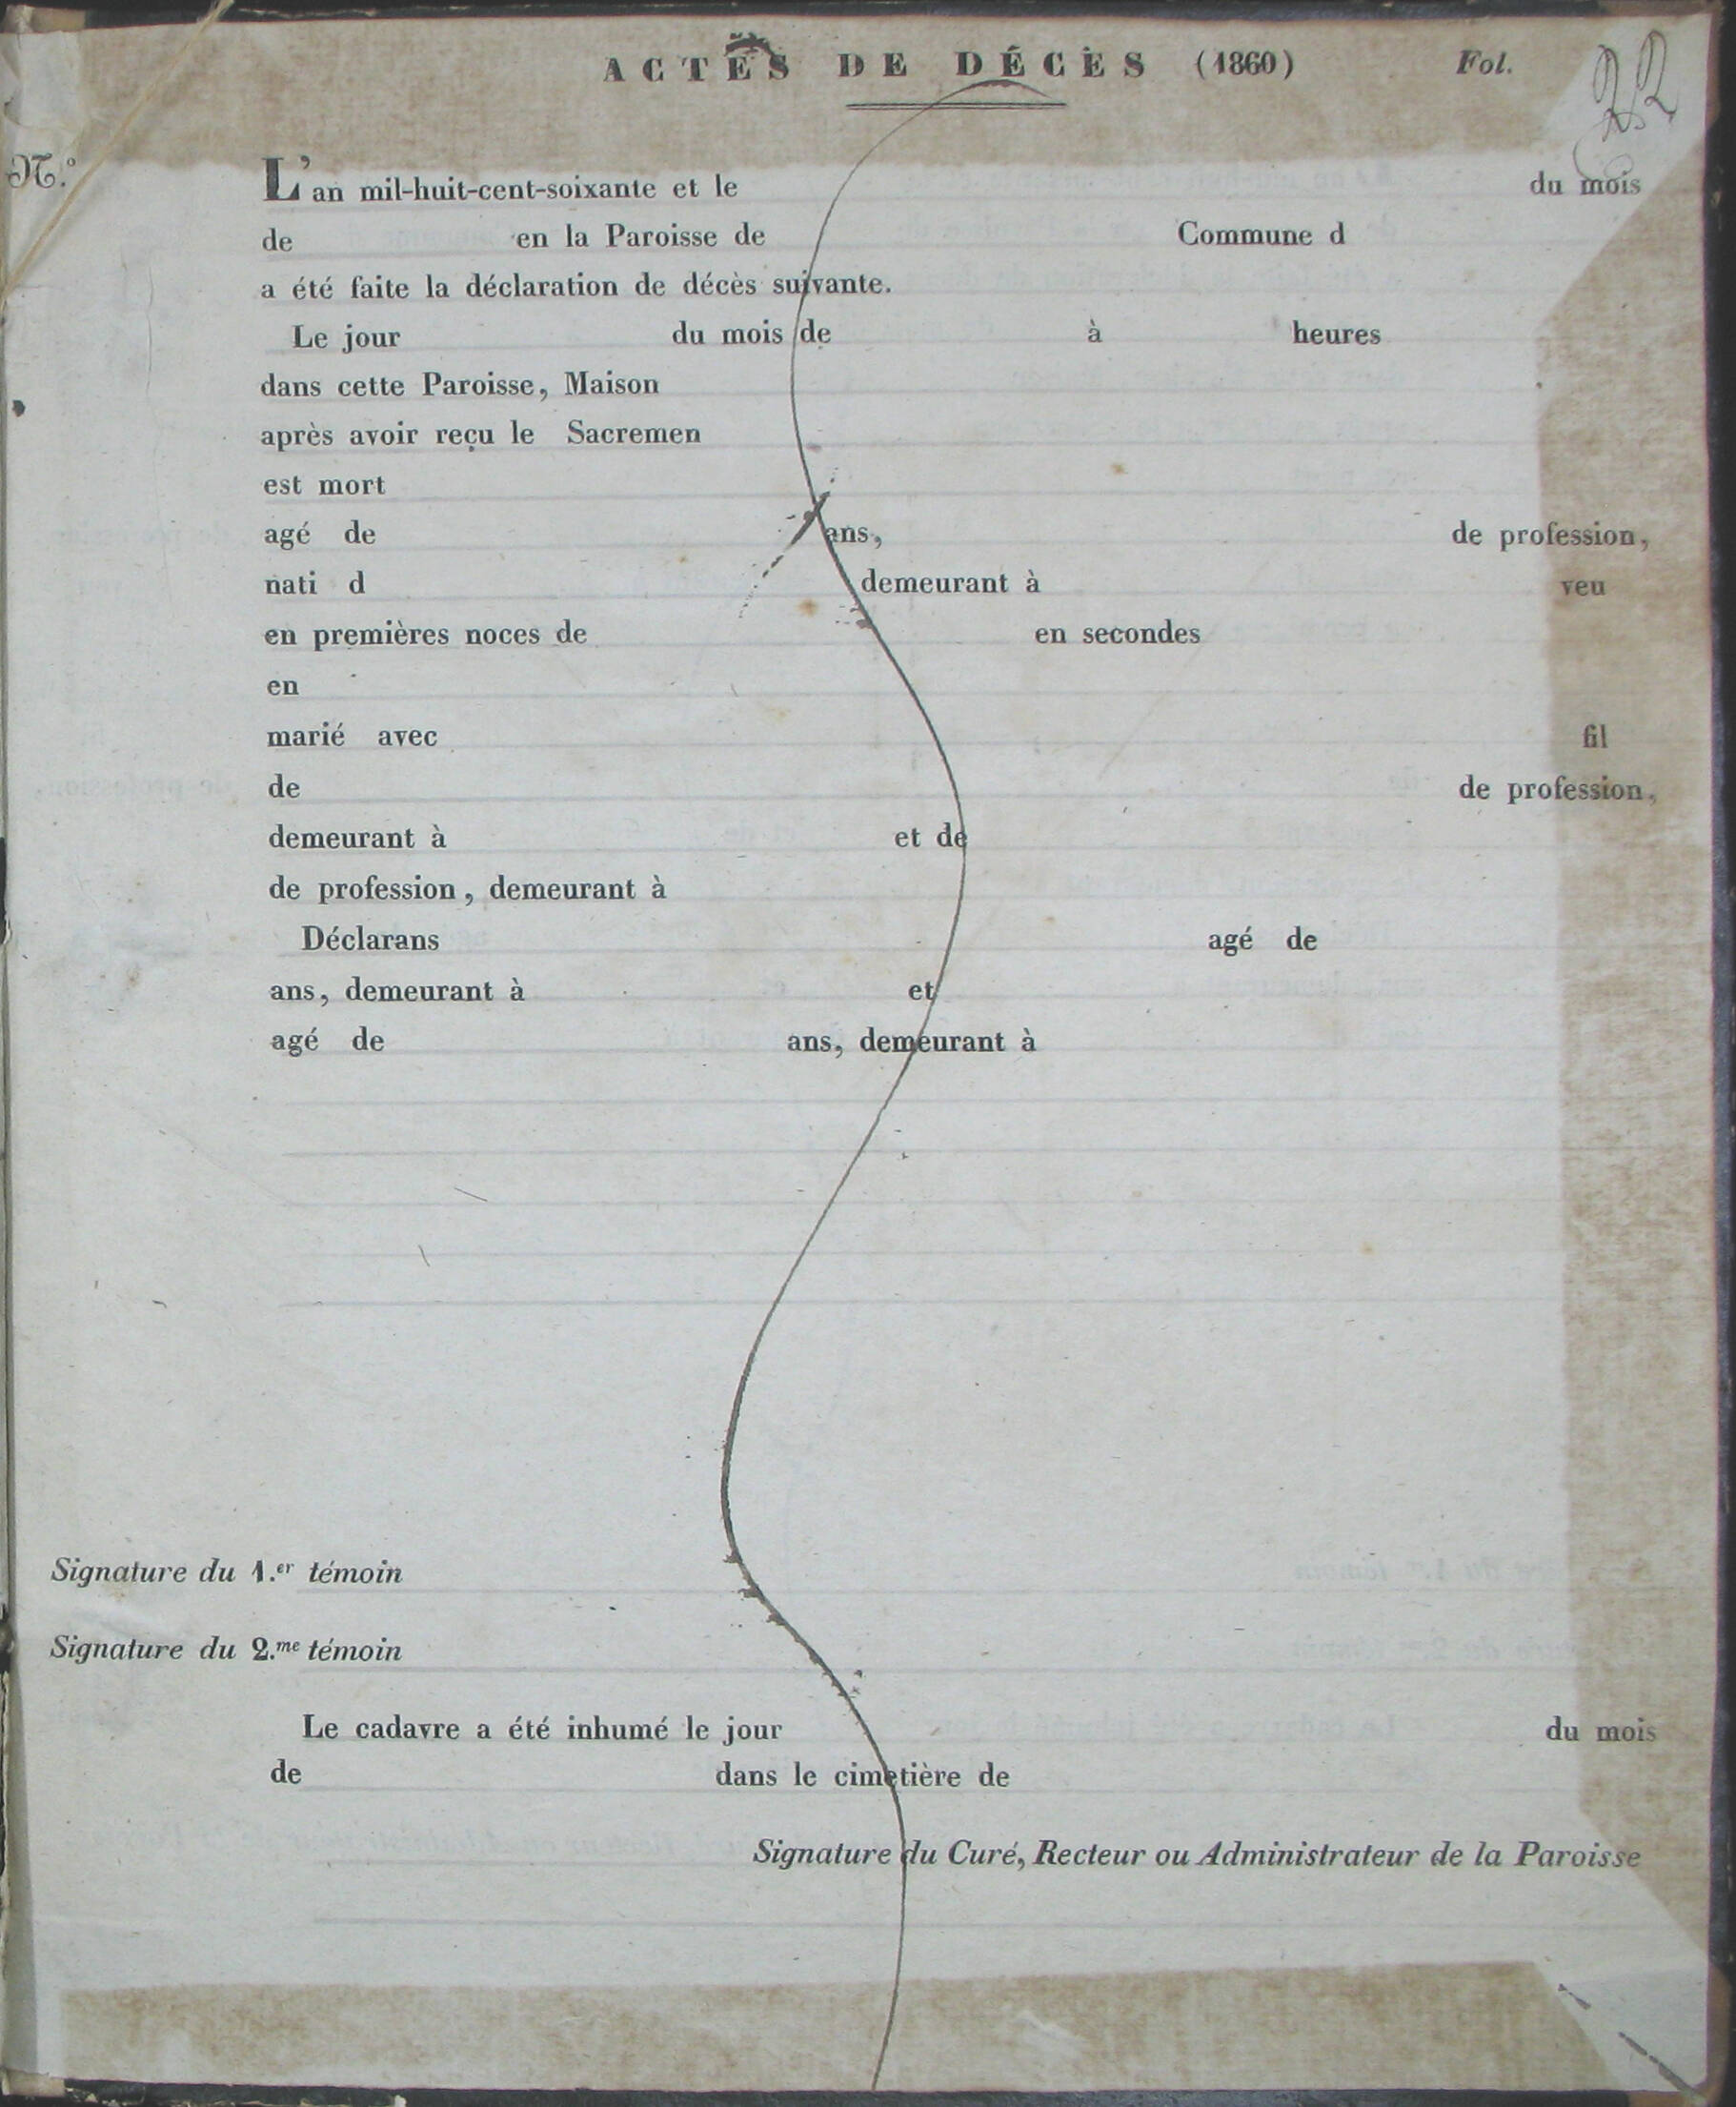 ACTES DE DÉCÈS (1860) Fol. 22
N.º L'an mil-huit-cent-soixante et le du mois
de en la Paroisse de Commune d
a été faite la déclaration de décès suivante.
Le jour du mois de à heures
dans cette Paroisse, Maison
après avoir reçu le Sacremen
est mort
agé de ans, de profession,
nati d demeurant à veu
en premières noces de en secondes
en
marié avec fil
de de profession,
demeurant à et de
de profession, demeurant à
Déclarans agé de
ans, demeurant à et
agé de ans, demeurant à
Signature du 1.er témoin
Signature du 2.me témoin
Le cadavre a été inhumé le jour du mois
de dans le cimetière de
Signature du Curé, Recteur ou Administrateur de la Paroisse